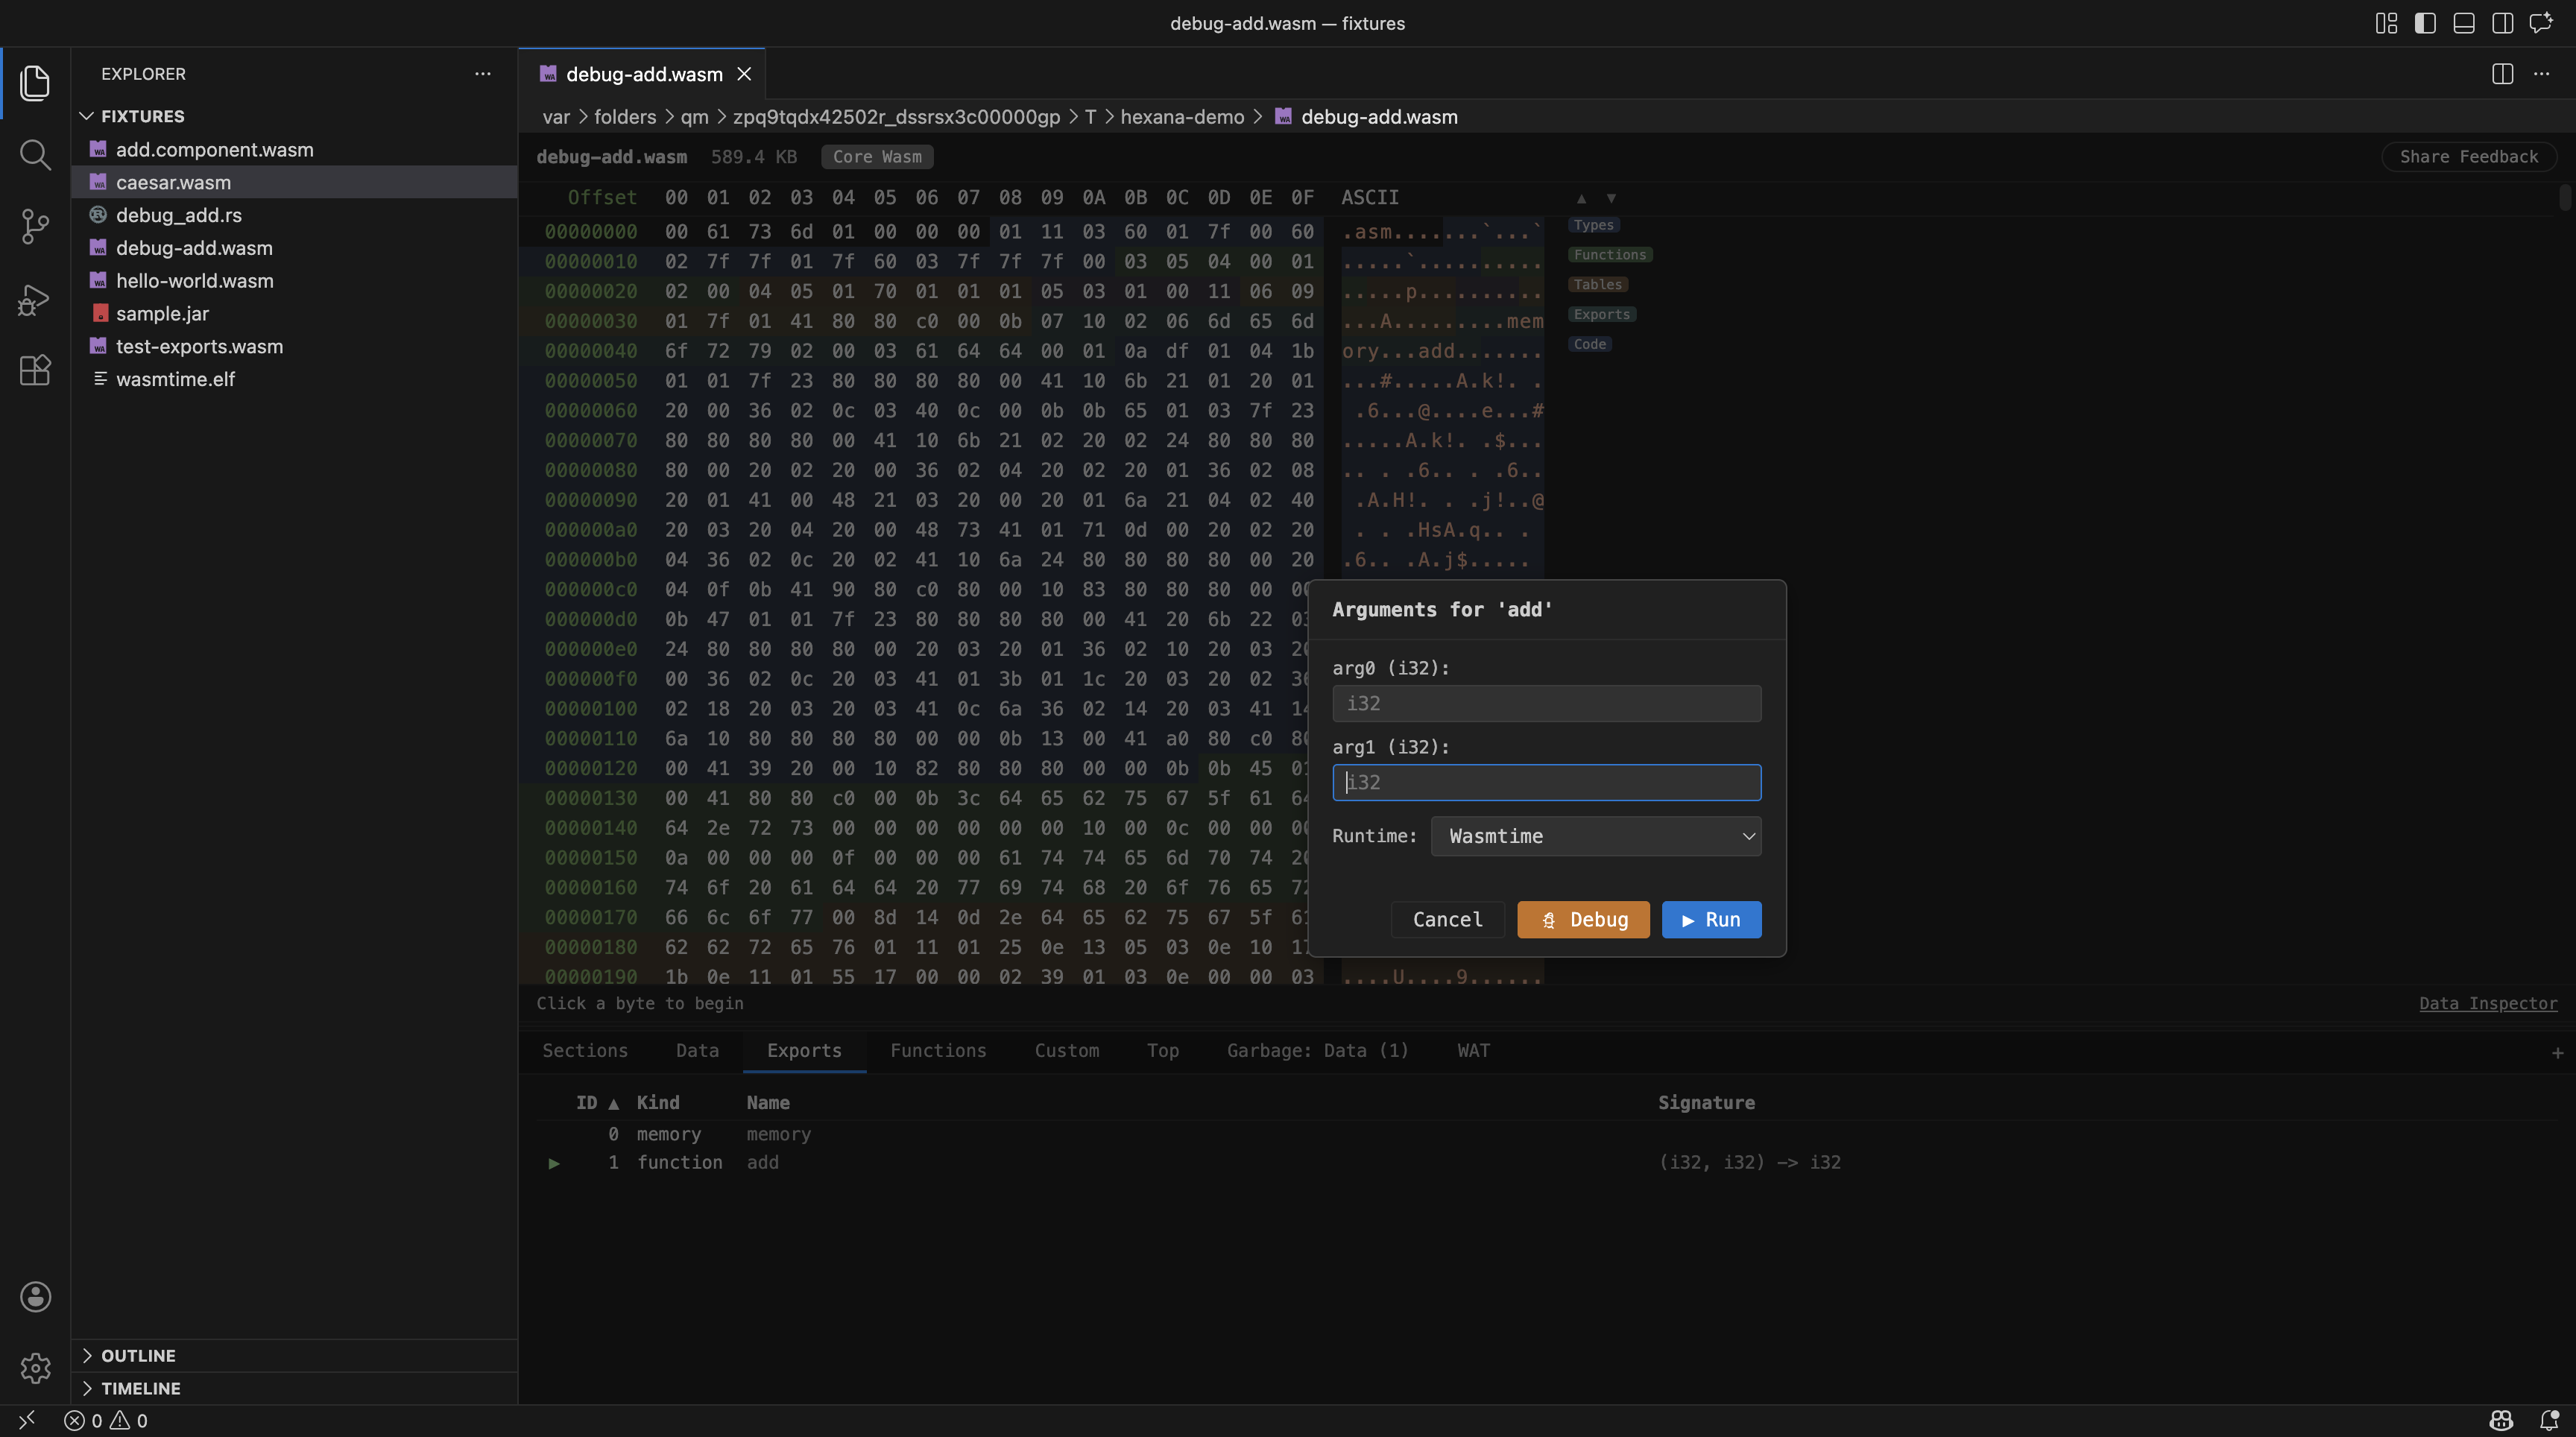 debug-add.wasm — fixtures
EXPLORER
FIXTURES
add.component.wasm
caesar.wasm
debug_add.rs
debug-add.wasm
hello-world.wasm
sample.jar
test-exports.wasm
wasmtime.elf
OUTLINE
TIMELINE
0 0
debug-add.wasm
var > folders > qm > zpq9tqdx42502r_dssrsx3c00000gp > T > hexana-demo > debug-add.wasm
debug-add.wasm 589.4 KB Core Wasm Share Feedback
Offset 00 01 02 03 04 05 06 07 08 09 0A 0B 0C 0D 0E 0F ASCII ▲ ▼
00000000 00 61 73 6d 01 00 00 00 01 11 03 60 01 7f 00 60 .asm.......`...`
00000010 02 7f 7f 01 7f 60 03 7f 7f 7f 00 03 05 04 00 01 .....`..........
00000020 02 00 04 05 01 70 01 01 01 05 03 01 00 11 06 09 .....p..........
00000030 01 7f 01 41 80 80 c0 00 0b 07 10 02 06 6d 65 6d ...A.........mem
00000040 6f 72 79 02 00 03 61 64 64 00 01 0a df 01 04 1b ory...add.......
00000050 01 01 7f 23 80 80 80 80 00 41 10 6b 21 01 20 01 ...#.....A.k!. .
00000060 20 00 36 02 0c 03 40 0c 00 0b 0b 65 01 03 7f 23 .6...@....e...#
00000070 80 80 80 80 00 41 10 6b 21 02 20 02 24 80 80 80 .....A.k!. .$...
00000080 80 00 20 02 20 00 36 02 04 20 02 20 01 36 02 08 .. . .6.. . .6..
00000090 20 01 41 00 48 21 03 20 00 20 01 6a 21 04 02 40 .A.H!. . .j!..@
000000a0 20 03 20 04 20 00 48 73 41 01 71 0d 00 20 02 20 . . .HsA.q.. .
000000b0 04 36 02 0c 20 02 41 10 6a 24 80 80 80 80 00 20 .6.. .A.j$.....
000000c0 04 0f 0b 41 90 80 c0 80 00 10 83 80 80 80 00
000000d0 0b 47 01 01 7f 23 80 80 80 80 00 41 20 6b 22
000000e0 24 80 80 80 80 00 20 03 20 01 36 02 10 20 03
000000f0 00 36 02 0c 20 03 41 01 3b 01 1c 20 03 20 02
00000100 02 18 20 03 20 03 41 0c 6a 36 02 14 20 03 41
00000110 6a 10 80 80 80 80 00 00 0b 13 00 41 a0 80 c0
00000120 00 41 39 20 00 10 82 80 80 80 00 00 0b 0b 45
00000130 00 41 80 80 c0 00 0b 3c 64 65 62 75 67 5f 61
00000140 64 2e 72 73 00 00 00 00 00 00 10 00 0c 00 00
00000150 0a 00 00 00 0f 00 00 00 61 74 74 65 6d 70 74
00000160 74 6f 20 61 64 64 20 77 69 74 68 20 6f 76 65
00000170 66 6c 6f 77 00 8d 14 0d 2e 64 65 62 75 67 5f
00000180 62 62 72 65 76 01 11 01 25 0e 13 05 03 0e 10
00000190 1b 0e 11 01 55 17 00 00 02 39 01 03 0e 00 00 03 ....U....9......
Types
Functions
Tables
Exports
Code
Arguments for 'add'
arg0 (i32):
i32
arg1 (i32):
i32
Runtime: Wasmtime
Cancel Debug ▶ Run
Click a byte to begin Data Inspector
Sections Data Exports Functions Custom Top Garbage: Data (1) WAT +
ID ▲ Kind Name Signature
0 memory memory
▶ 1 function add (i32, i32) -> i32